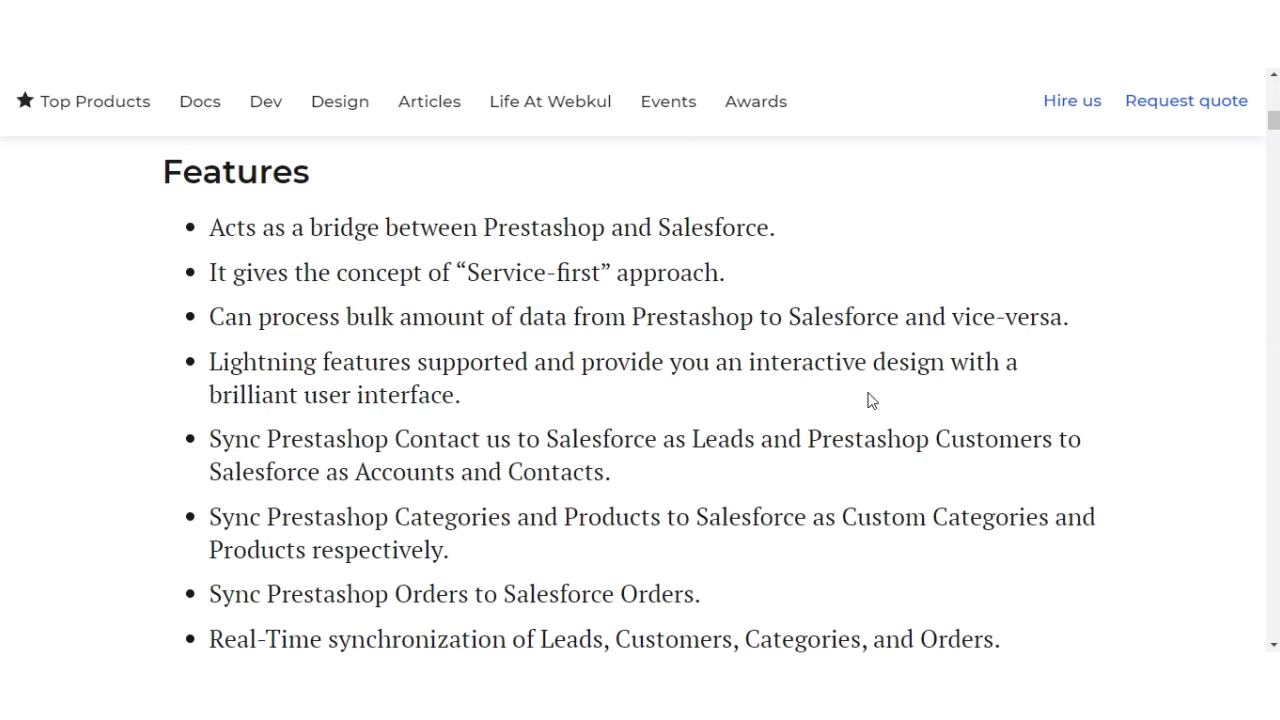 Top Products Docs Dev Design Articles Life At Webkul Events Awards Hire us Request quote
Features
Acts as a bridge between Prestashop and Salesforce.
It gives the concept of “Service-first” approach.
Can process bulk amount of data from Prestashop to Salesforce and vice-versa.
Lightning features supported and provide you an interactive design with a
brilliant user interface.
Sync Prestashop Contact us to Salesforce as Leads and Prestashop Customers to
Salesforce as Accounts and Contacts.
Sync Prestashop Categories and Products to Salesforce as Custom Categories and
Products respectively.
Sync Prestashop Orders to Salesforce Orders.
Real-Time synchronization of Leads, Customers, Categories, and Orders.